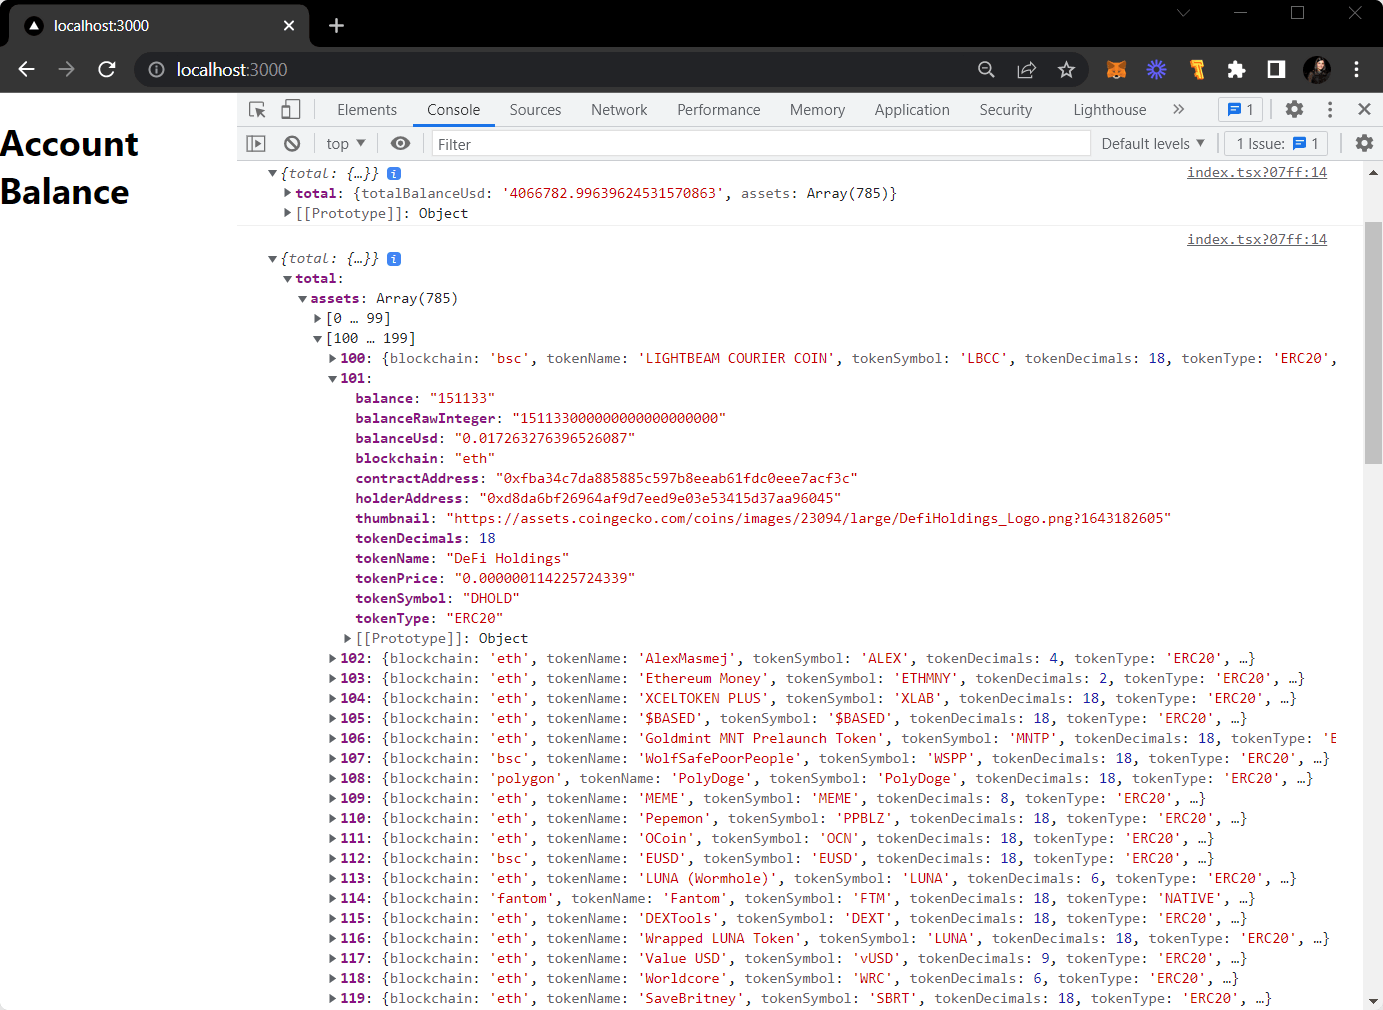 localhost:3000
localhost:3000
Account
Balance
Elements Console Sources Network Performance Memory Application Security Lighthouse » 1
top Filter Default levels 1 Issue: 1
{total: {…}} i index.tsx?07ff:14
total: {totalBalanceUsd: '4066782.99639624531570863', assets: Array(785)}
[[Prototype]]: Object
index.tsx?07ff:14
{total: {…}} i
total:
assets: Array(785)
[0 … 99]
[100 … 199]
100: {blockchain: 'bsc', tokenName: 'LIGHTBEAM COURIER COIN', tokenSymbol: 'LBCC', tokenDecimals: 18, tokenType: 'ERC20',
101:
balance: "151133"
balanceRawInteger: "151133000000000000000000"
balanceUsd: "0.017263276396526087"
blockchain: "eth"
contractAddress: "0xfba34c7da885885c597b8eeab61fdc0eee7acf3c"
holderAddress: "0xd8da6bf26964af9d7eed9e03e53415d37aa96045"
thumbnail: "https://assets.coingecko.com/coins/images/23094/large/DefiHoldings_Logo.png?1643182605"
tokenDecimals: 18
tokenName: "DeFi Holdings"
tokenPrice: "0.000000114225724339"
tokenSymbol: "DHOLD"
tokenType: "ERC20"
[[Prototype]]: Object
102: {blockchain: 'eth', tokenName: 'AlexMasmej', tokenSymbol: 'ALEX', tokenDecimals: 4, tokenType: 'ERC20', …}
103: {blockchain: 'eth', tokenName: 'Ethereum Money', tokenSymbol: 'ETHMNY', tokenDecimals: 2, tokenType: 'ERC20', …}
104: {blockchain: 'eth', tokenName: 'XCELTOKEN PLUS', tokenSymbol: 'XLAB', tokenDecimals: 18, tokenType: 'ERC20', …}
105: {blockchain: 'eth', tokenName: '$BASED', tokenSymbol: '$BASED', tokenDecimals: 18, tokenType: 'ERC20', …}
106: {blockchain: 'eth', tokenName: 'Goldmint MNT Prelaunch Token', tokenSymbol: 'MNTP', tokenDecimals: 18, tokenType: 'E
107: {blockchain: 'bsc', tokenName: 'WolfSafePoorPeople', tokenSymbol: 'WSPP', tokenDecimals: 18, tokenType: 'ERC20', …}
108: {blockchain: 'polygon', tokenName: 'PolyDoge', tokenSymbol: 'PolyDoge', tokenDecimals: 18, tokenType: 'ERC20', …}
109: {blockchain: 'eth', tokenName: 'MEME', tokenSymbol: 'MEME', tokenDecimals: 8, tokenType: 'ERC20', …}
110: {blockchain: 'eth', tokenName: 'Pepemon', tokenSymbol: 'PPBLZ', tokenDecimals: 18, tokenType: 'ERC20', …}
111: {blockchain: 'eth', tokenName: 'OCoin', tokenSymbol: 'OCN', tokenDecimals: 18, tokenType: 'ERC20', …}
112: {blockchain: 'bsc', tokenName: 'EUSD', tokenSymbol: 'EUSD', tokenDecimals: 18, tokenType: 'ERC20', …}
113: {blockchain: 'eth', tokenName: 'LUNA (Wormhole)', tokenSymbol: 'LUNA', tokenDecimals: 6, tokenType: 'ERC20', …}
114: {blockchain: 'fantom', tokenName: 'Fantom', tokenSymbol: 'FTM', tokenDecimals: 18, tokenType: 'NATIVE', …}
115: {blockchain: 'eth', tokenName: 'DEXTools', tokenSymbol: 'DEXT', tokenDecimals: 18, tokenType: 'ERC20', …}
116: {blockchain: 'eth', tokenName: 'Wrapped LUNA Token', tokenSymbol: 'LUNA', tokenDecimals: 18, tokenType: 'ERC20', …}
117: {blockchain: 'eth', tokenName: 'Value USD', tokenSymbol: 'vUSD', tokenDecimals: 9, tokenType: 'ERC20', …}
118: {blockchain: 'eth', tokenName: 'Worldcore', tokenSymbol: 'WRC', tokenDecimals: 6, tokenType: 'ERC20', …}
119: {blockchain: 'eth', tokenName: 'SaveBritney', tokenSymbol: 'SBRT', tokenDecimals: 18, tokenType: 'ERC20', …}